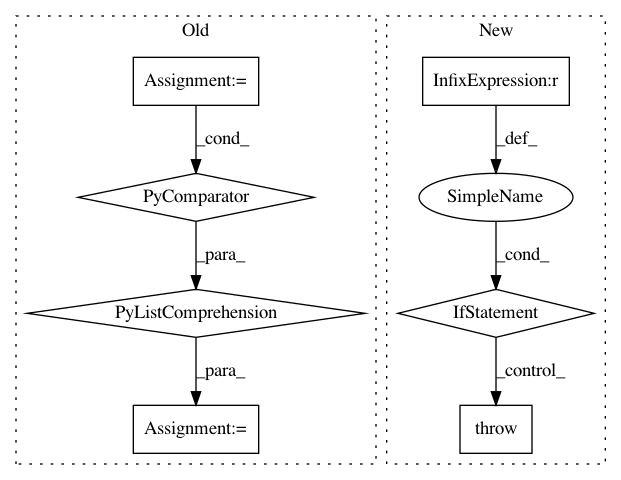 Old
Assignment:=
_cond_
PyComparator
_para_
PyListComprehension
_para_
Assignment:=
New
InfixExpression:r
_def_
SimpleName
_cond_
IfStatement
_control_
throw